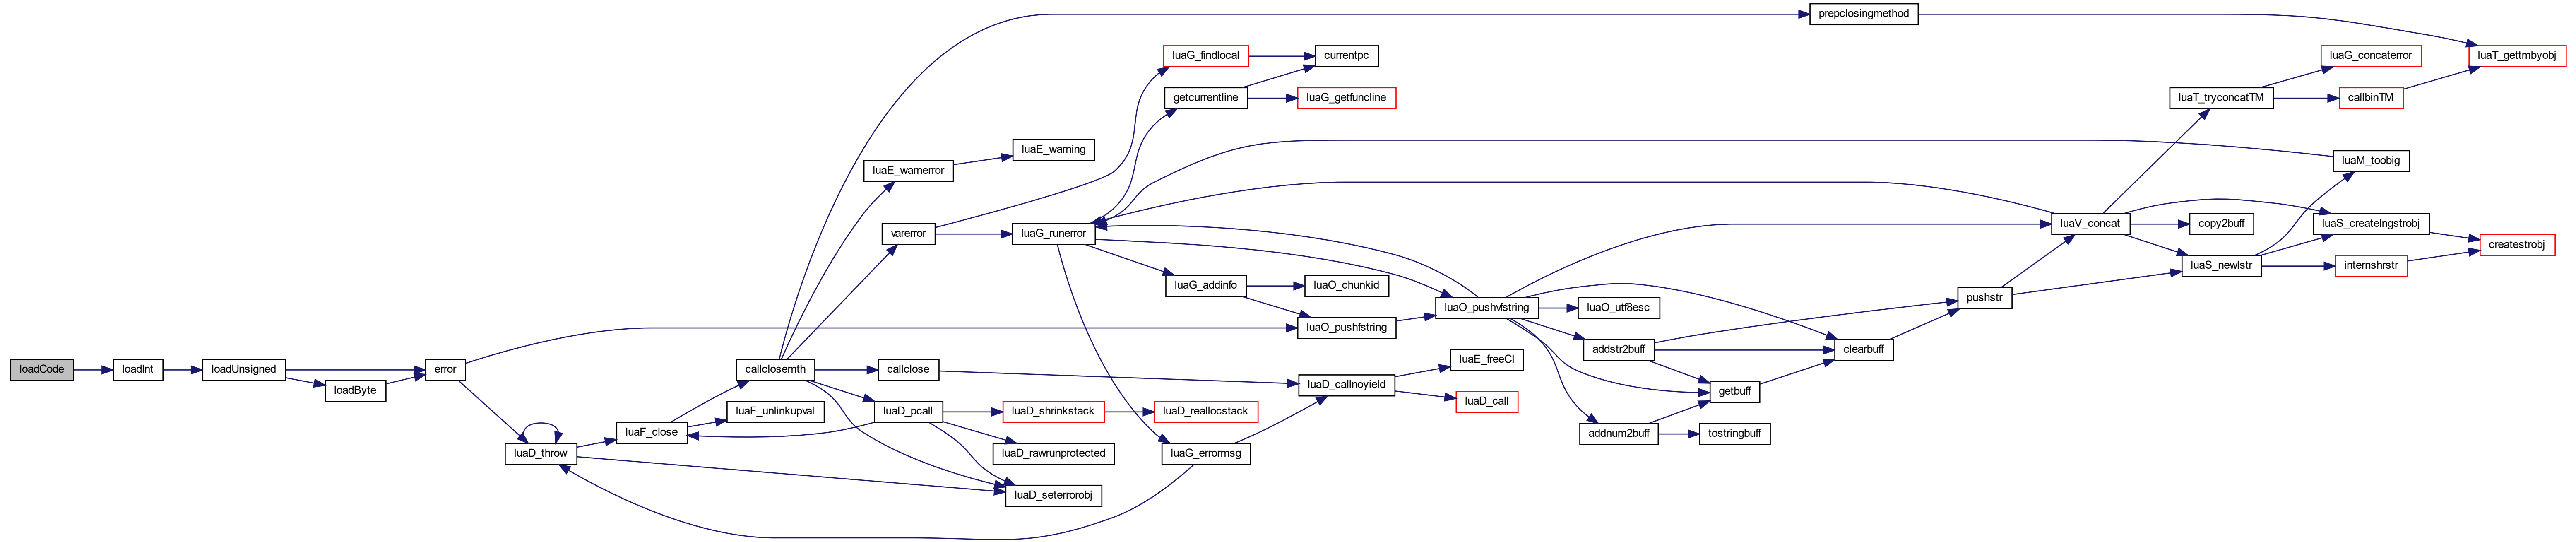 prepclosingmethod
luaG_findlocal
currentpc
luaG_concaterror
luaT_gettmbyobj
getcurrentline
luaG_getfuncline
luaT_tryconcatTM
callbinTM
luaE_warning
luaE_warnerror
luaM_toobig
varerror
luaG_runerror
luaV_concat
copy2buff
luaS_createlngstrobj
createstrobj
luaS_newlstr
internshrstr
luaG_addinfo
luaO_chunkid
luaO_pushvfstring
luaO_utf8esc
pushstr
luaO_pushfstring
addstr2buff
clearbuff
loadCode
loadInt
loadUnsigned
error
callclosemth
callclose
luaE_freeCI
luaD_callnoyield
loadByte
getbuff
luaD_call
luaF_unlinkupval
luaD_pcall
luaD_shrinkstack
luaD_reallocstack
luaF_close
addnum2buff
tostringbuff
luaD_throw
luaD_rawrunprotected
luaG_errormsg
luaD_seterrorobj